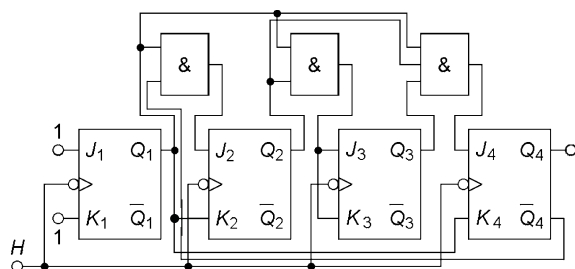 & & &
1 J1 Q1 J2 Q2 J3 Q3 J4 Q4
K1 Q̅1 K2 Q̅2 K3 Q̅3 K4 Q̅4
1
H